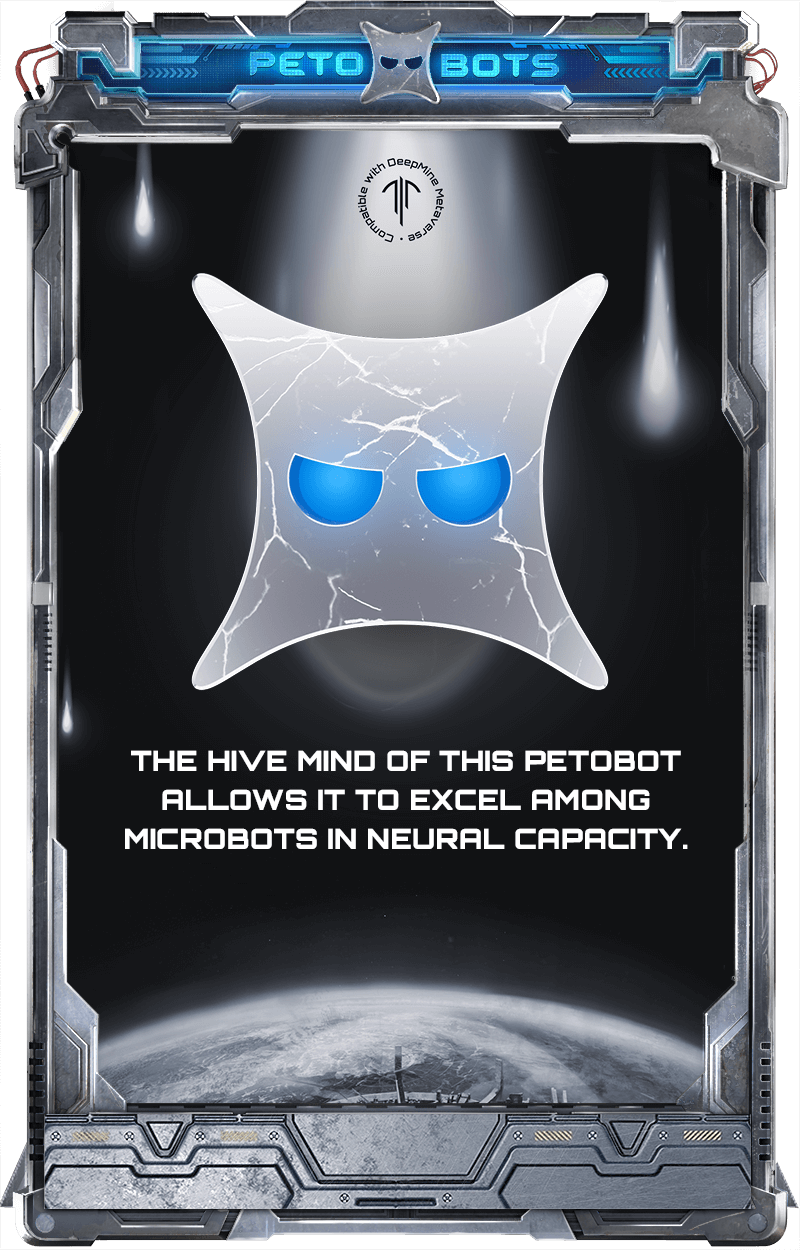 PETO BOTS
Compatible with DeepMine Metaverse •
THE HIVE MIND OF THIS PETOBOT
ALLOWS IT TO EXCEL AMONG
MICROBOTS IN NEURAL CAPACITY.